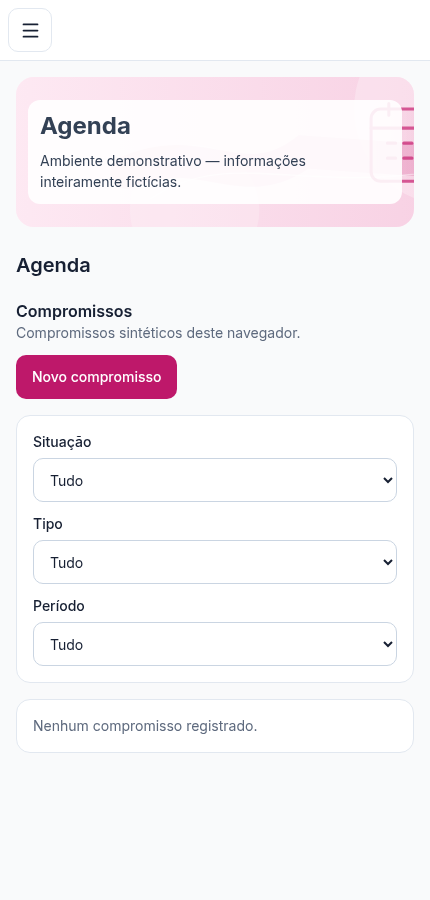 Agenda
Ambiente demonstrativo — informações
inteiramente fictícias.
Agenda
Compromissos
Compromissos sintéticos deste navegador.
Novo compromisso
Situação
Tudo
Tipo
Tudo
Período
Tudo
Nenhum compromisso registrado.